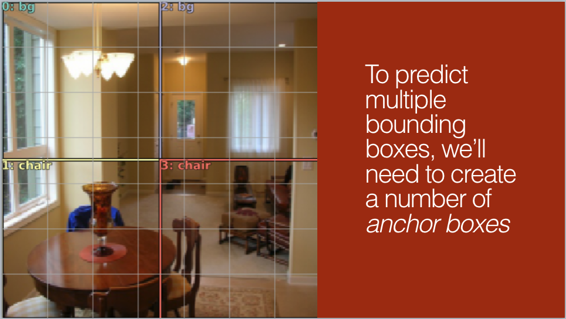 0: bg
2: bg
1: chair
3: chair
To predict
multiple
bounding
boxes, we’ll
need to create
a number of
anchor boxes